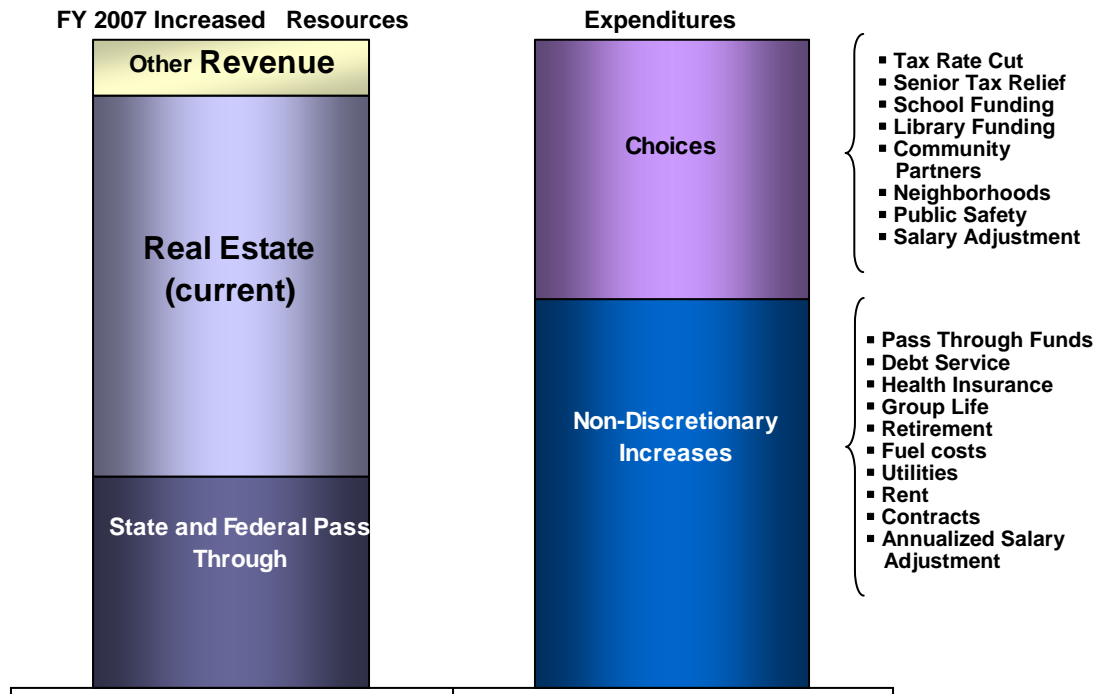 FY 2007 Increased Resources
Other Revenue
Real Estate
(current)
State and Federal Pass
Through
Expenditures
Choices
▪ Tax Rate Cut
▪ Senior Tax Relief
▪ School Funding
▪ Library Funding
▪ Community
Partners
▪ Neighborhoods
▪ Public Safety
▪ Salary Adjustment
Non-Discretionary
Increases
▪ Pass Through Funds
▪ Debt Service
▪ Health Insurance
▪ Group Life
▪ Retirement
▪ Fuel costs
▪ Utilities
▪ Rent
▪ Contracts
▪ Annualized Salary
Adjustment